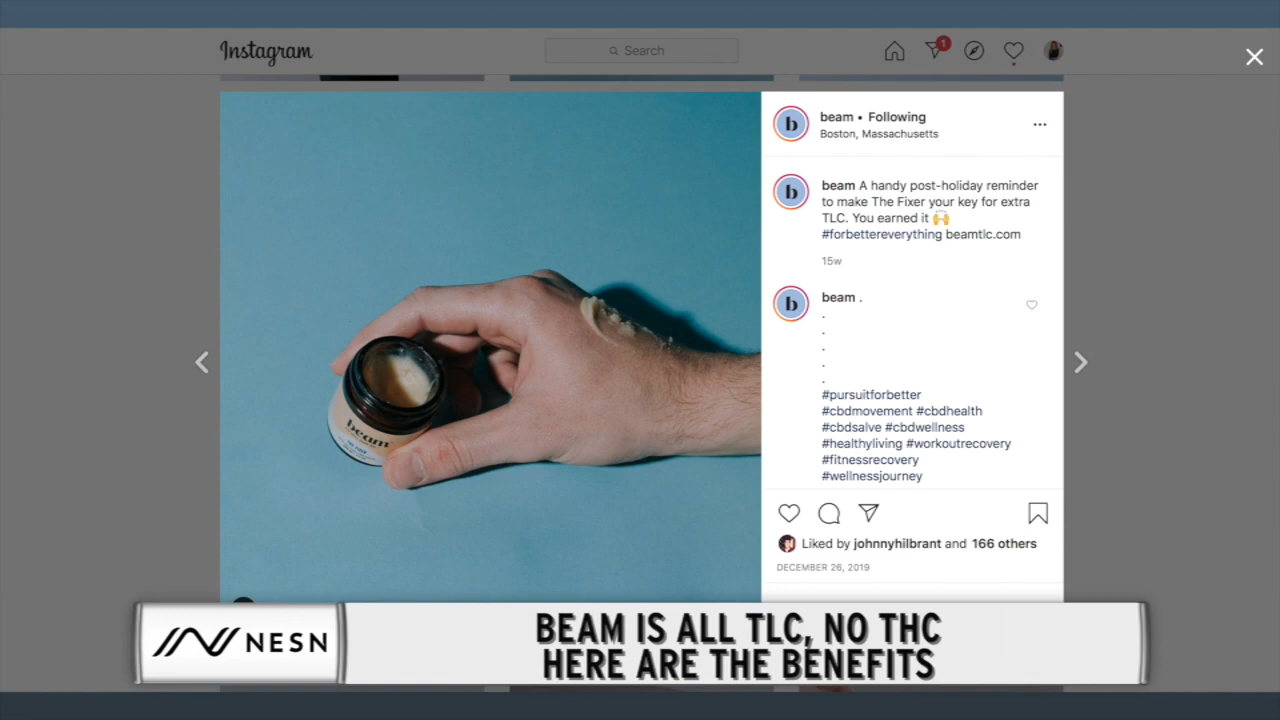 Instagram
Search
1
beam • Following
Boston, Massachusetts
beam A handy post-holiday reminder
to make The Fixer your key for extra
TLC. You earned it 🙌
#forbettereverything beamtlc.com
15w
beam .
.
.
.
.
.
#pursuitforbetter
#cbdmovement #cbdhealth
#cbdsalve #cbdwellness
#healthyliving #workoutrecovery
#fitnessrecovery
#wellnessjourney
Liked by johnnyhilbrant and 166 others
DECEMBER 26, 2019
b
b
b
beam
NESN
BEAM IS ALL TLC, NO THC
HERE ARE THE BENEFITS